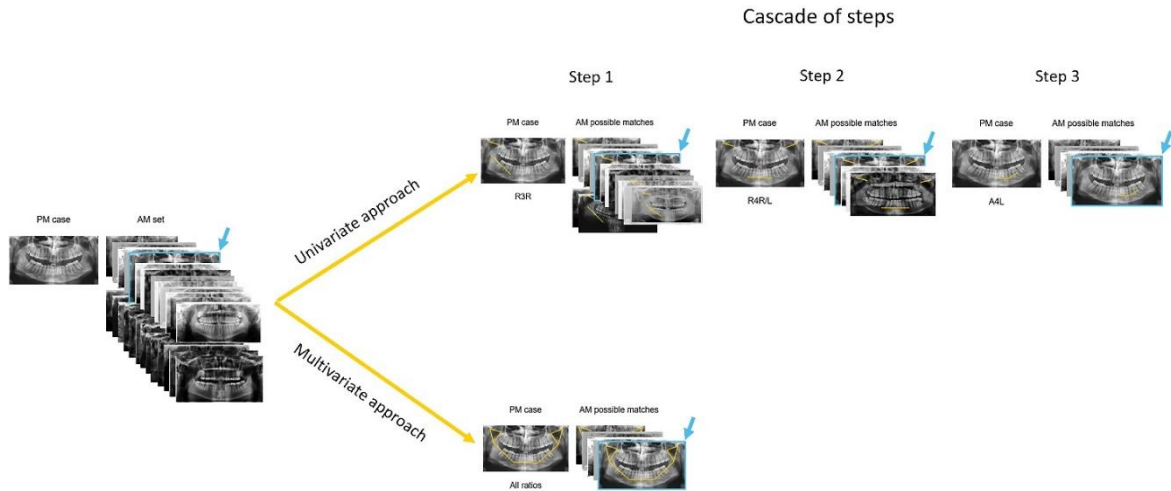 Cascade of steps
Step 1
Step 2
Step 3
PM case
AM possible matches
PM case
AM possible matches
PM case
AM possible matches
R3R
R4R/L
A4L
Univariate approach
PM case
AM set
Multivariate approach
PM case
AM possible matches
All ratios